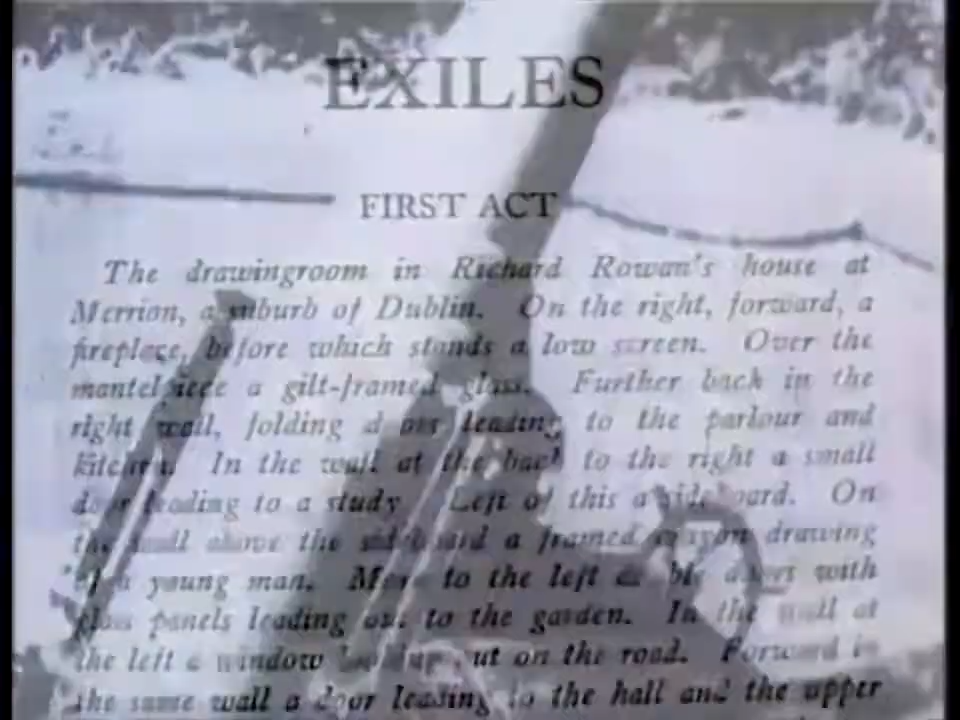 EXILES
FIRST ACT
The drawingroom in Richard Rowan's house at
Merrion, a suburb of Dublin. On the right, forward, a
fireplace, before which stands a low screen. Over the
mantelpiece a gilt-framed glass. Further back in the
right wall, folding doors leading to the parlour and
kitchen. In the wall at the back to the right a small
door leading to a study. Left of this a sideboard. On
the wall above the sideboard a framed crayon drawing
of a young man. More to the left double doors with
glass panels leading out to the garden. In the wall at
the left a window looking out on the road. Forward in
the same wall a door leading to the hall and the upper